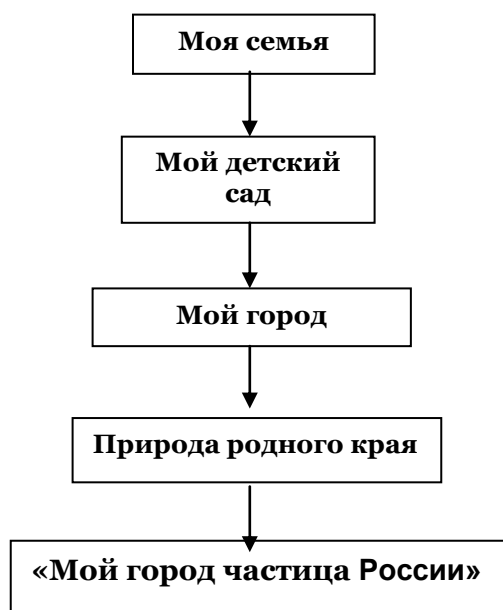 Моя семья
Мой детский
сад
Мой город
Природа родного края
«Мой город частица России»